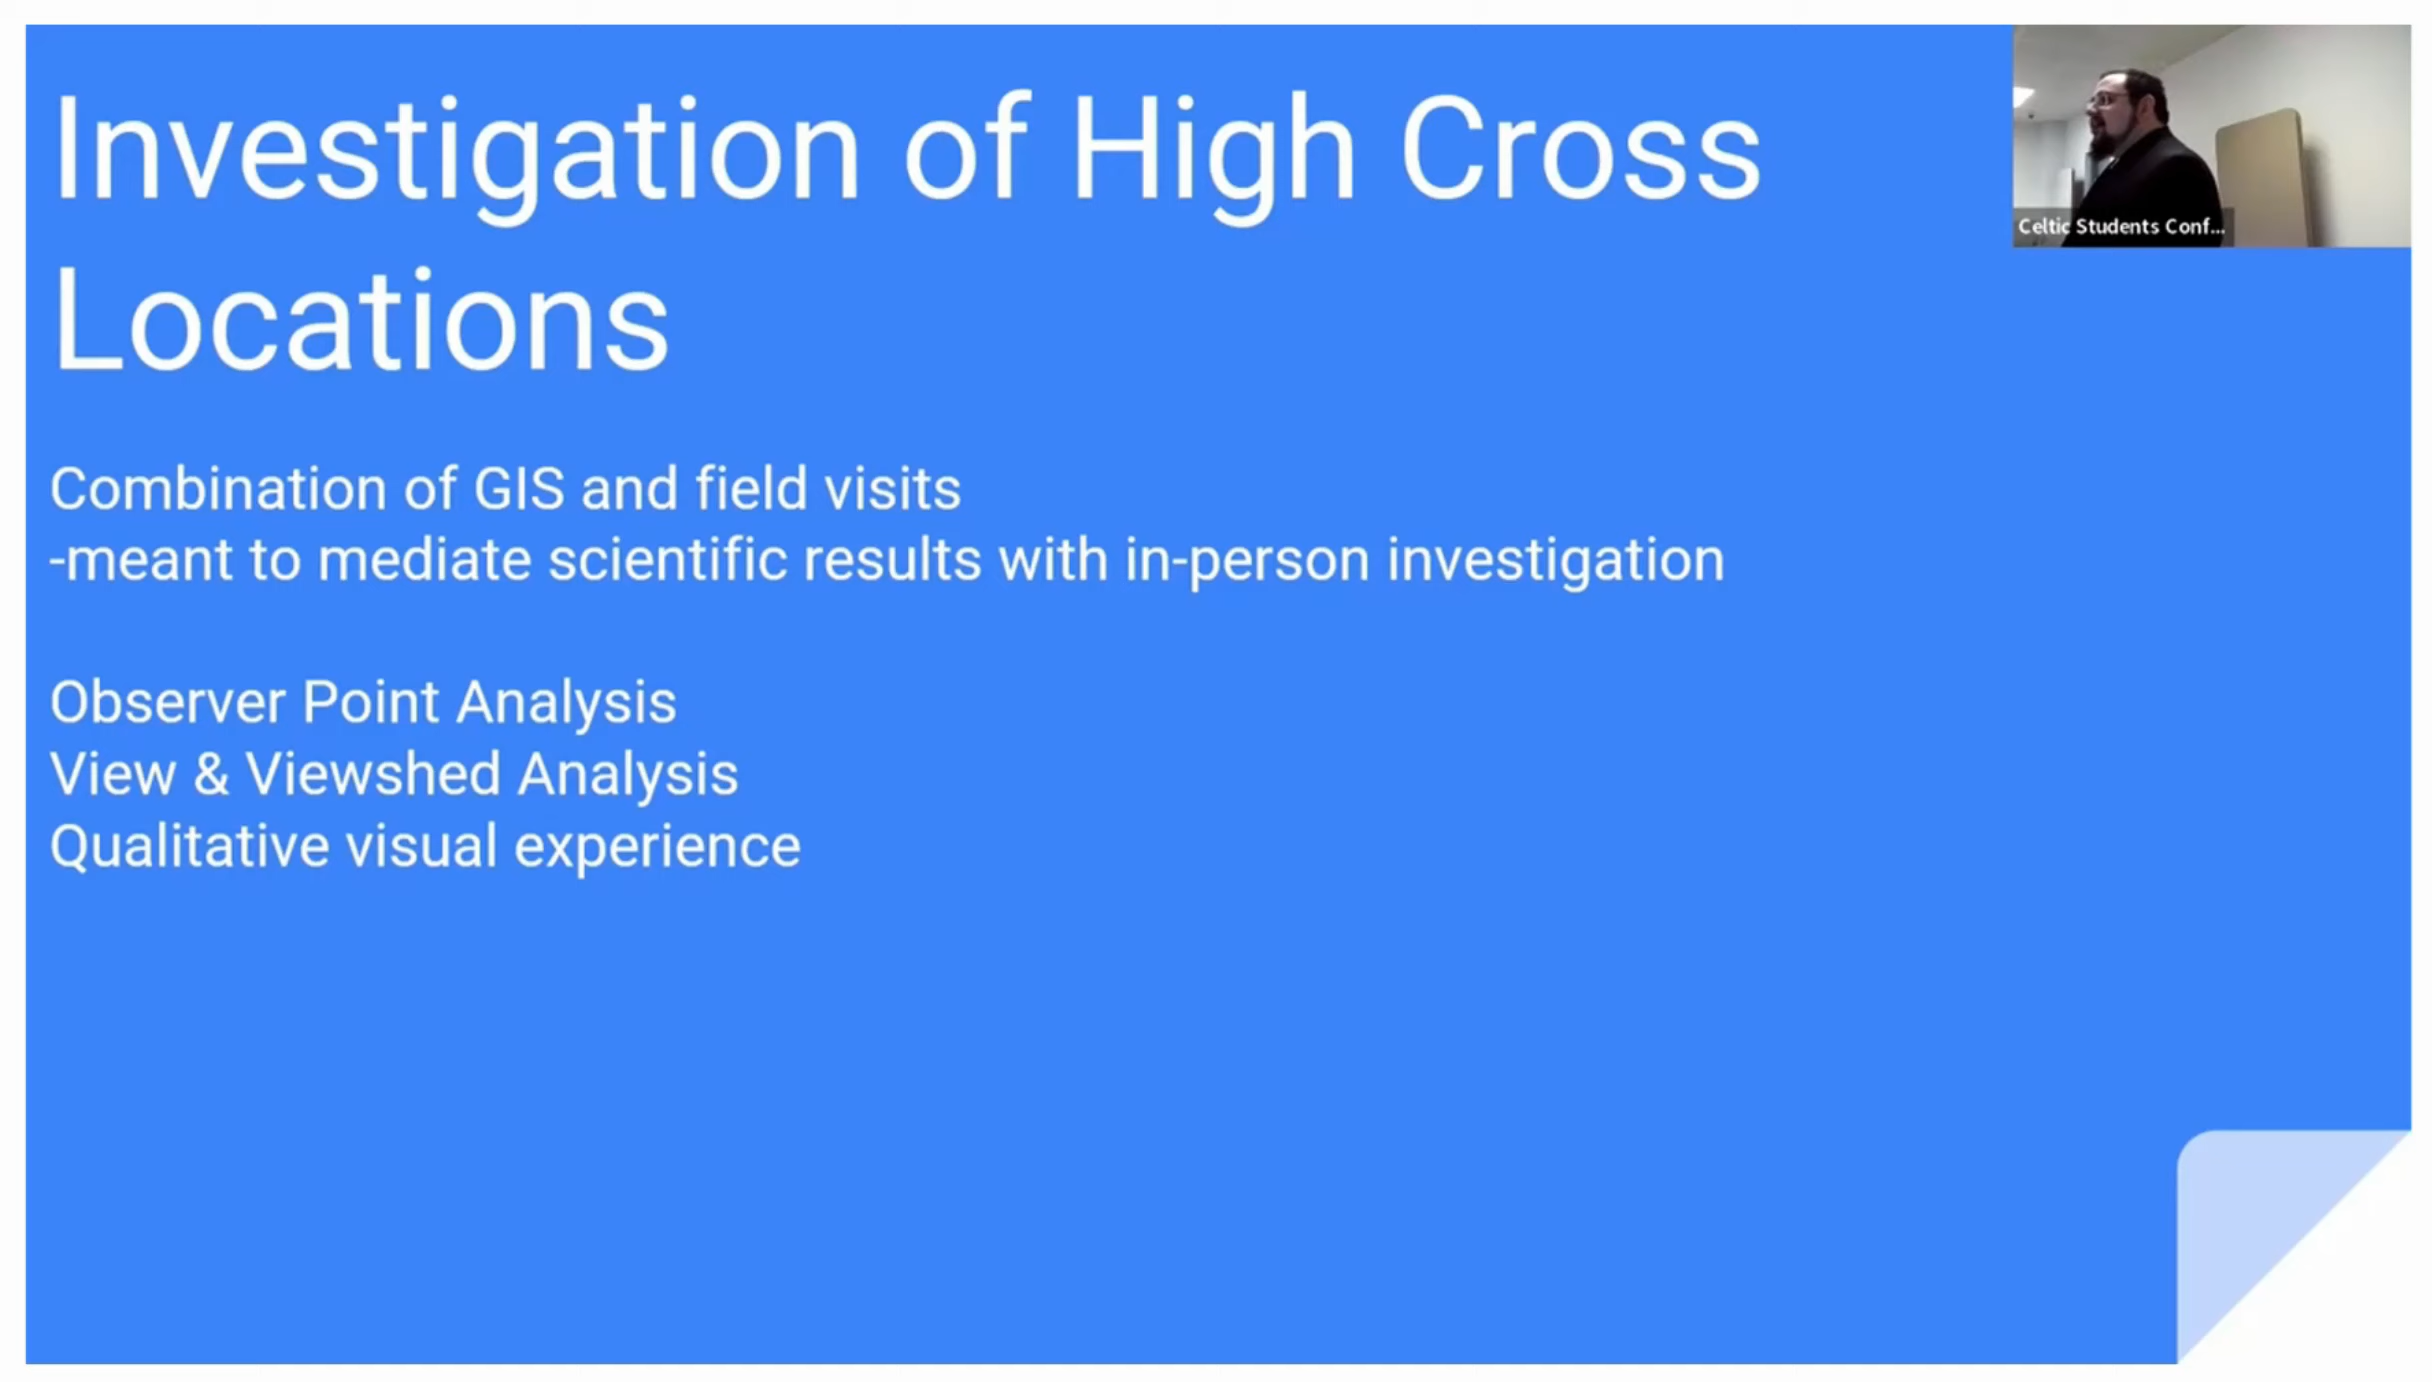 Investigation of High Cross
Locations
Combination of GIS and field visits
-meant to mediate scientific results with in-person investigation
Observer Point Analysis
View & Viewshed Analysis
Qualitative visual experience
Celtic Students Conf...